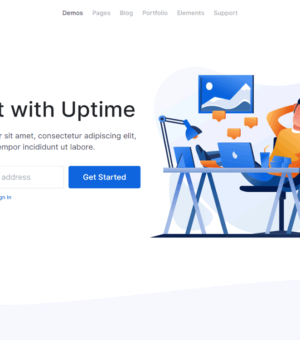 Demos Pages Blog Portfolio Elements Support
t with Uptime
r sit amet, consectetur adipiscing elit,
empor incididunt ut labore.
address
Get Started
gn in